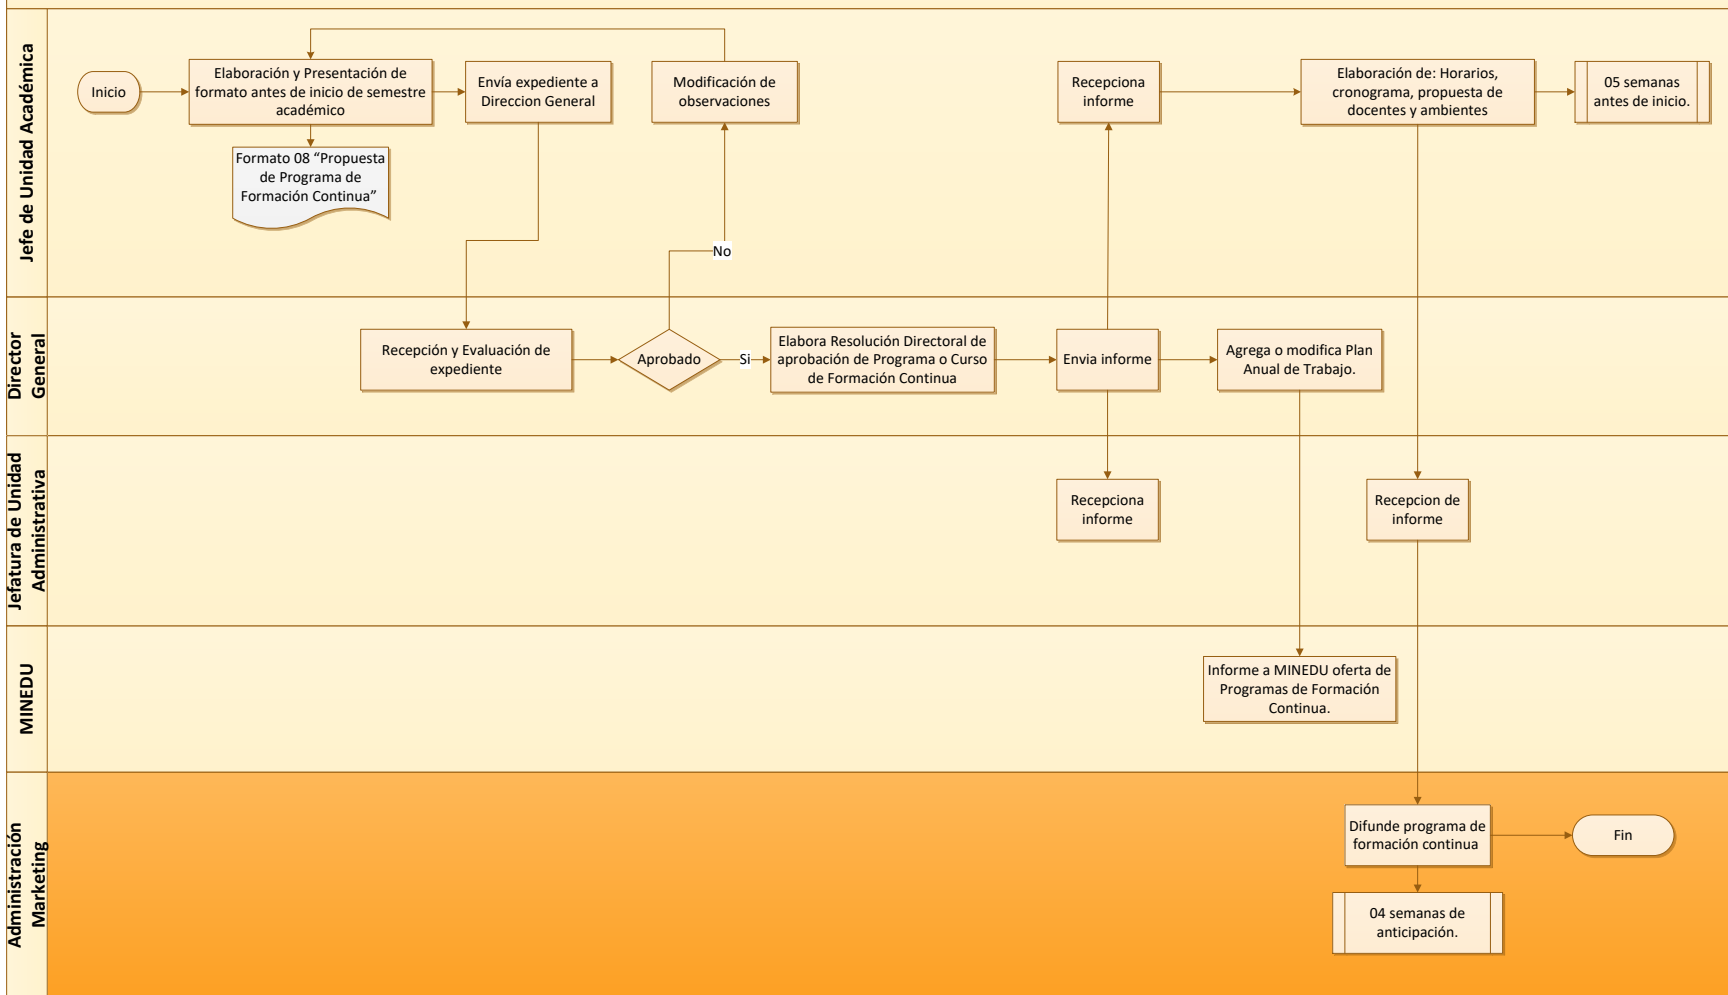 Jefe de Unidad Académica
Inicio
Elaboración y Presentación de
formato antes de inicio de semestre
académico
Formato 08 “Propuesta
de Programa de
Formación Continua”
Envía expediente a
Direccion General
Modificación de
observaciones
No
Recepciona
informe
Elaboración de: Horarios,
cronograma, propuesta de
docentes y ambientes
05 semanas
antes de inicio.
Director
General
Recepción y Evaluación de
expediente
Aprobado
Si
Elabora Resolución Directoral de
aprobación de Programa o Curso
de Formación Continua
Envia informe
Agrega o modifica Plan
Anual de Trabajo.
Jefatura de Unidad
Administrativa
Recepciona
informe
Recepcion de
informe
MINEDU
Informe a MINEDU oferta de
Programas de Formación
Continua.
Administración
Marketing
Difunde programa de
formación continua
Fin
04 semanas de
anticipación.